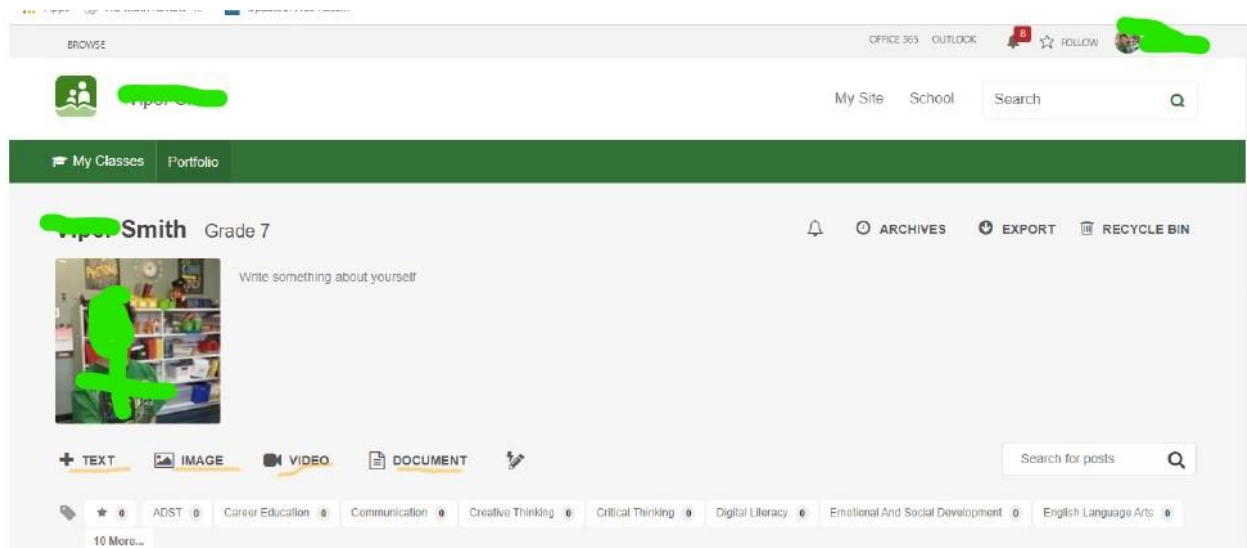 BROWSE OFFICE 365 OUTLOOK 8 FOLLOW
My Site School Search
My Classes Portfolio
Smith Grade 7 ARCHIVES EXPORT RECYCLE BIN
Write something about yourself
TEXT IMAGE VIDEO DOCUMENT Search for posts
0 ADST 0 Career Education 0 Communication 0 Creative Thinking 0 Critical Thinking 0 Digital Literacy 0 Emotional And Social Development 0 English Language Arts 0
10 More...